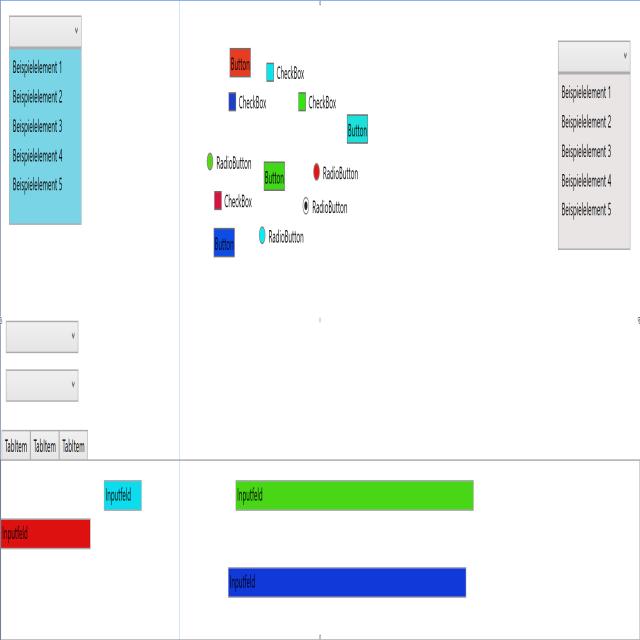 Beispielelement 1
Beispielelement 2
Beispielelement 3
Beispielelement 4
Beispielelement 5
Button
CheckBox
CheckBox
CheckBox
Button
RadioButton
Button
RadioButton
CheckBox
RadioButton
Button
RadioButton
Beispielelement 1
Beispielelement 2
Beispielelement 3
Beispielelement 4
Beispielelement 5
TabItem TabItem TabItem
Inputfeld
Inputfeld
Inputfeld
Inputfeld